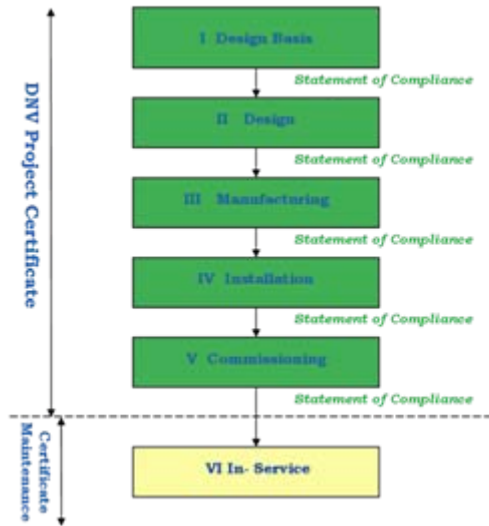 DNV Project Certificate
I Design Basis
Statement of Compliance
II Design
Statement of Compliance
III Manufacturing
Statement of Compliance
IV Installation
Statement of Compliance
V Commissioning
Statement of Compliance
Certificate
Maintenance
VI In- Service